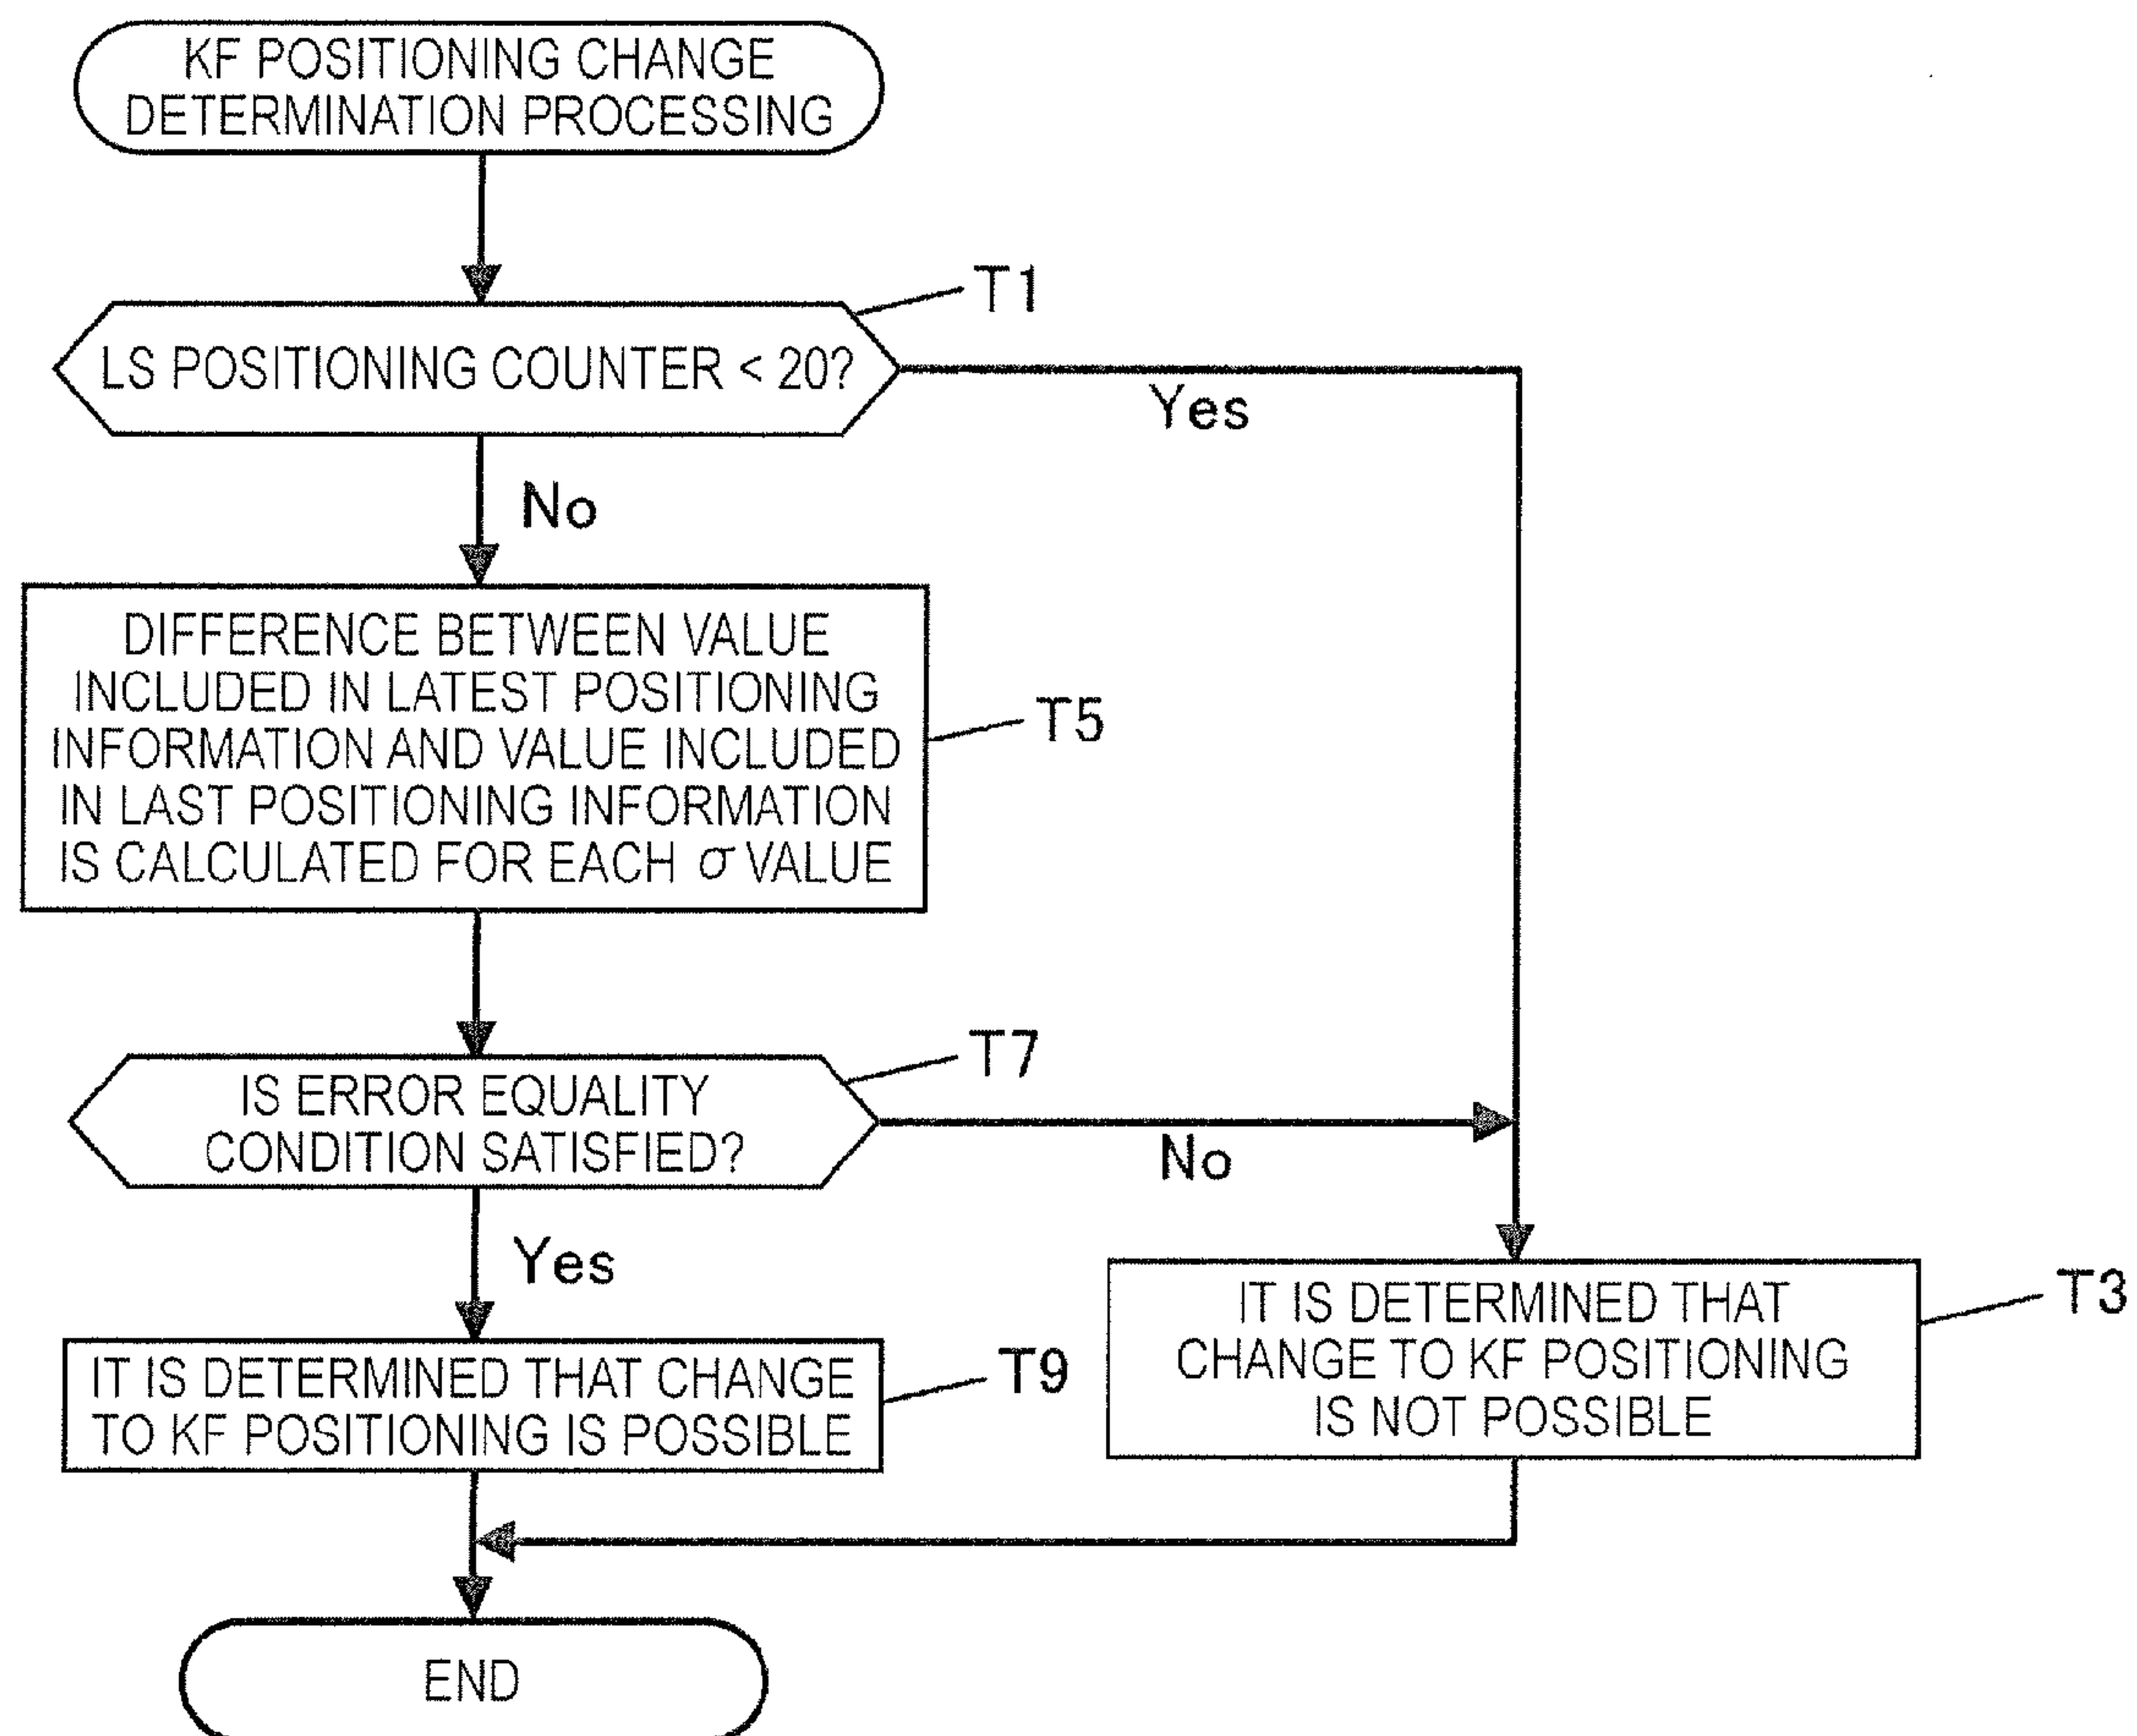 KF POSITIONING CHANGE
DETERMINATION PROCESSING
T1
LS POSITIONING COUNTER < 20?
Yes
No
DIFFERENCE BETWEEN VALUE
INCLUDED IN LATEST POSITIONING
INFORMATION AND VALUE INCLUDED
IN LAST POSITIONING INFORMATION
IS CALCULATED FOR EACH σ VALUE
T5
T7
IS ERROR EQUALITY
CONDITION SATISFIED?
No
Yes
IT IS DETERMINED THAT CHANGE
TO KF POSITIONING IS POSSIBLE
T9
IT IS DETERMINED THAT
CHANGE TO KF POSITIONING
IS NOT POSSIBLE
T3
END